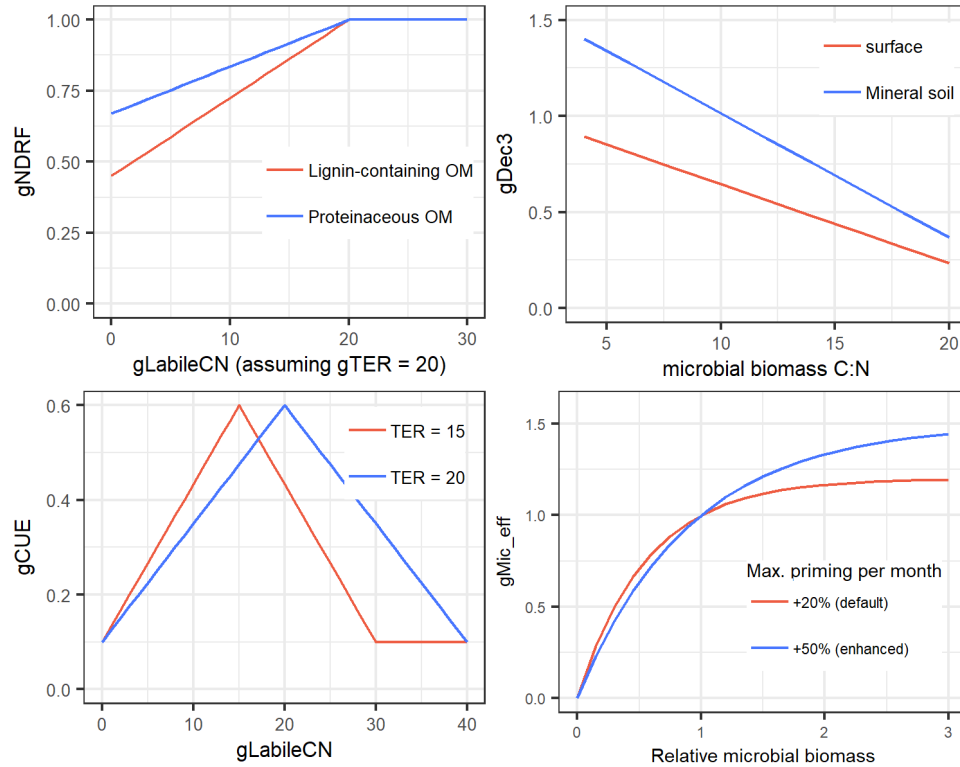 1.00
0.75
0.50
0.25
0.00
gNDRF
Lignin-containing OM
Proteinaceous OM
0
10
20
30
gLabileCN (assuming gTER = 20)
1.5
1.0
0.5
0.0
gDec3
surface
Mineral soil
5
10
15
20
microbial biomass C:N
0.6
0.4
0.2
0.0
gCUE
TER = 15
TER = 20
0
10
20
30
40
gLabileCN
1.5
1.0
0.5
0.0
gMic_eff
Max. priming per month
+20% (default)
+50% (enhanced)
0
1
2
3
Relative microbial biomass